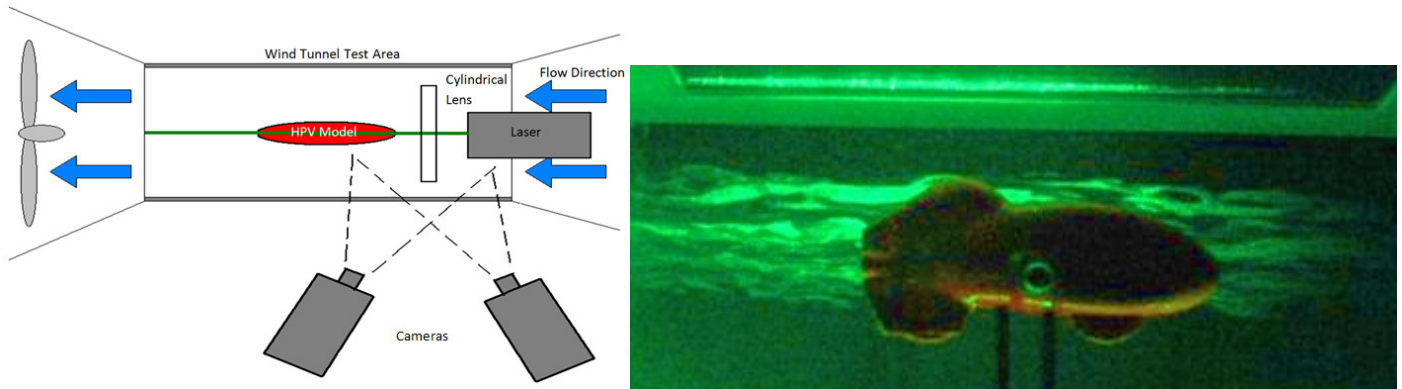 Wind Tunnel Test Area
Cylindrical
Lens
Flow Direction
HPV Model
Laser
Cameras